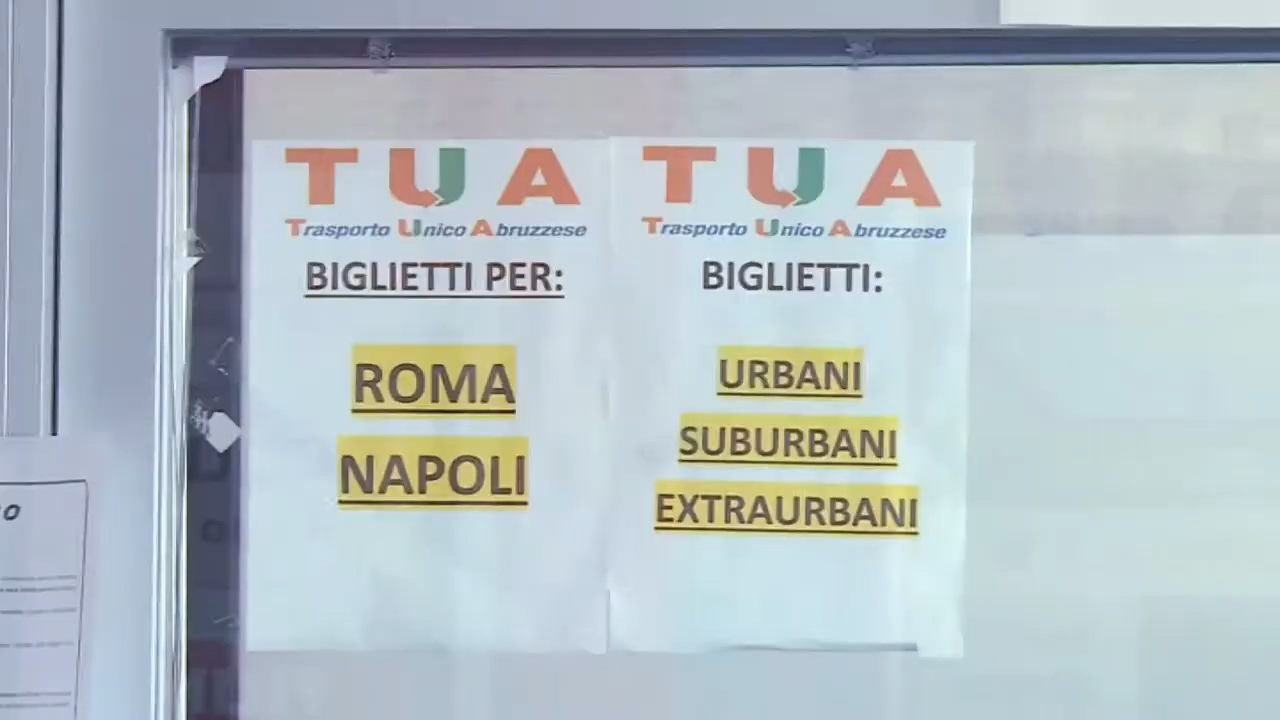 TUA
Trasporto Unico Abruzzese
BIGLIETTI PER:
ROMA
NAPOLI
TUA
Trasporto Unico Abruzzese
BIGLIETTI:
URBANI
SUBURBANI
EXTRAURBANI